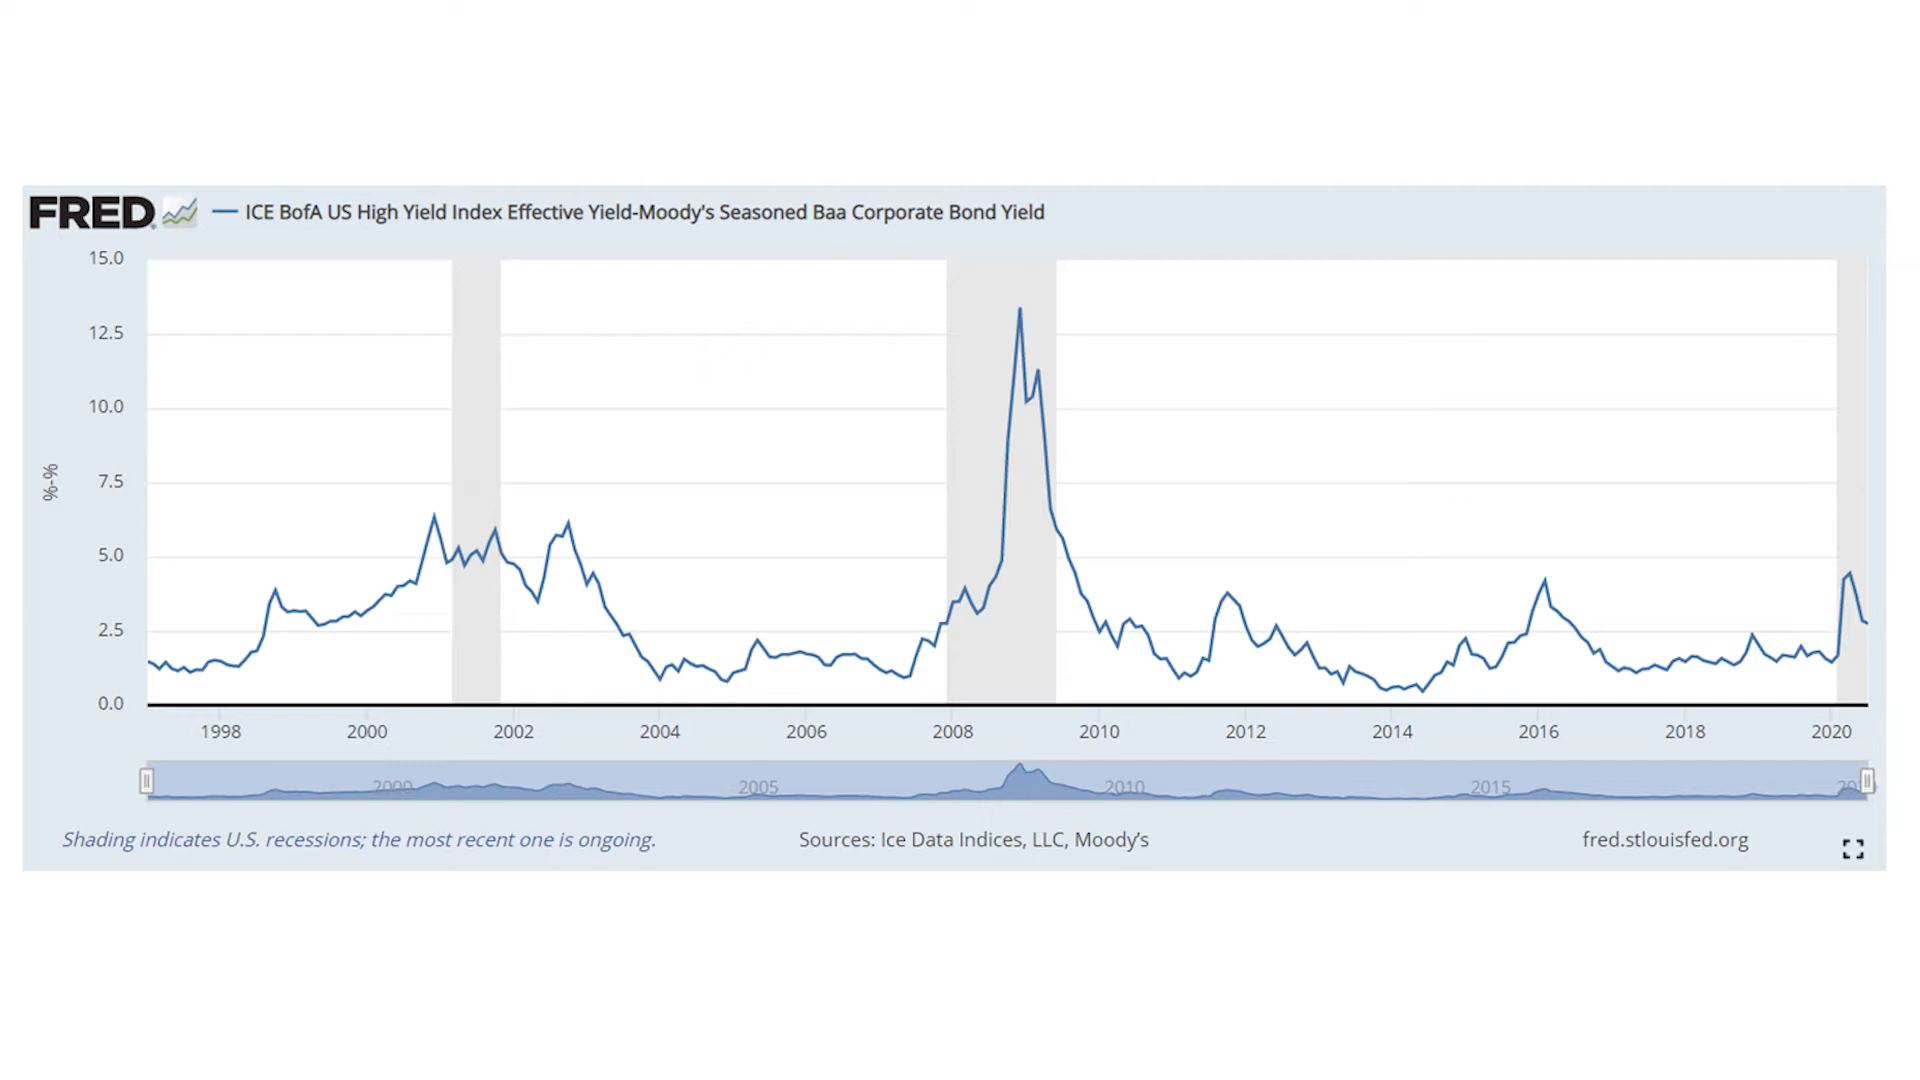 FRED
ICE BofA US High Yield Index Effective Yield-Moody's Seasoned Baa Corporate Bond Yield
15.0
12.5
10.0
7.5
5.0
2.5
0.0
%-%
1998 2000 2002 2004 2006 2008 2010 2012 2014 2016 2018 2020
2000 2005 2010 2015
Shading indicates U.S. recessions; the most recent one is ongoing. Sources: Ice Data Indices, LLC, Moody's fred.stlouisfed.org